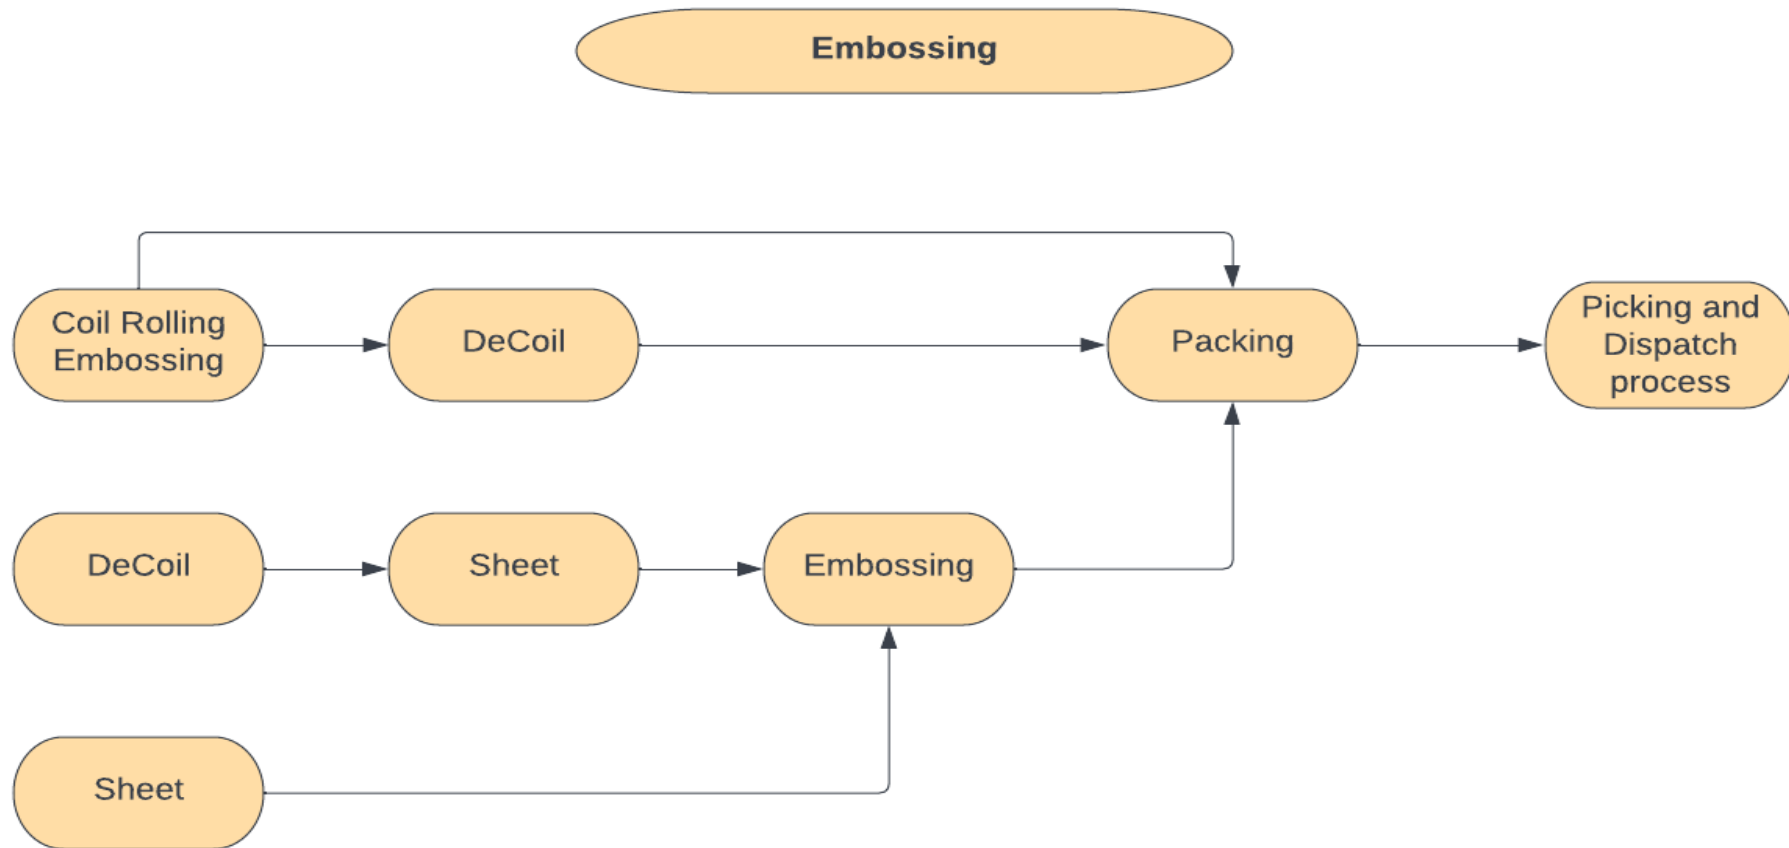 Embossing
Coil Rolling
Embossing
DeCoil
Packing
Picking and
Dispatch
process
DeCoil
Sheet
Embossing
Sheet